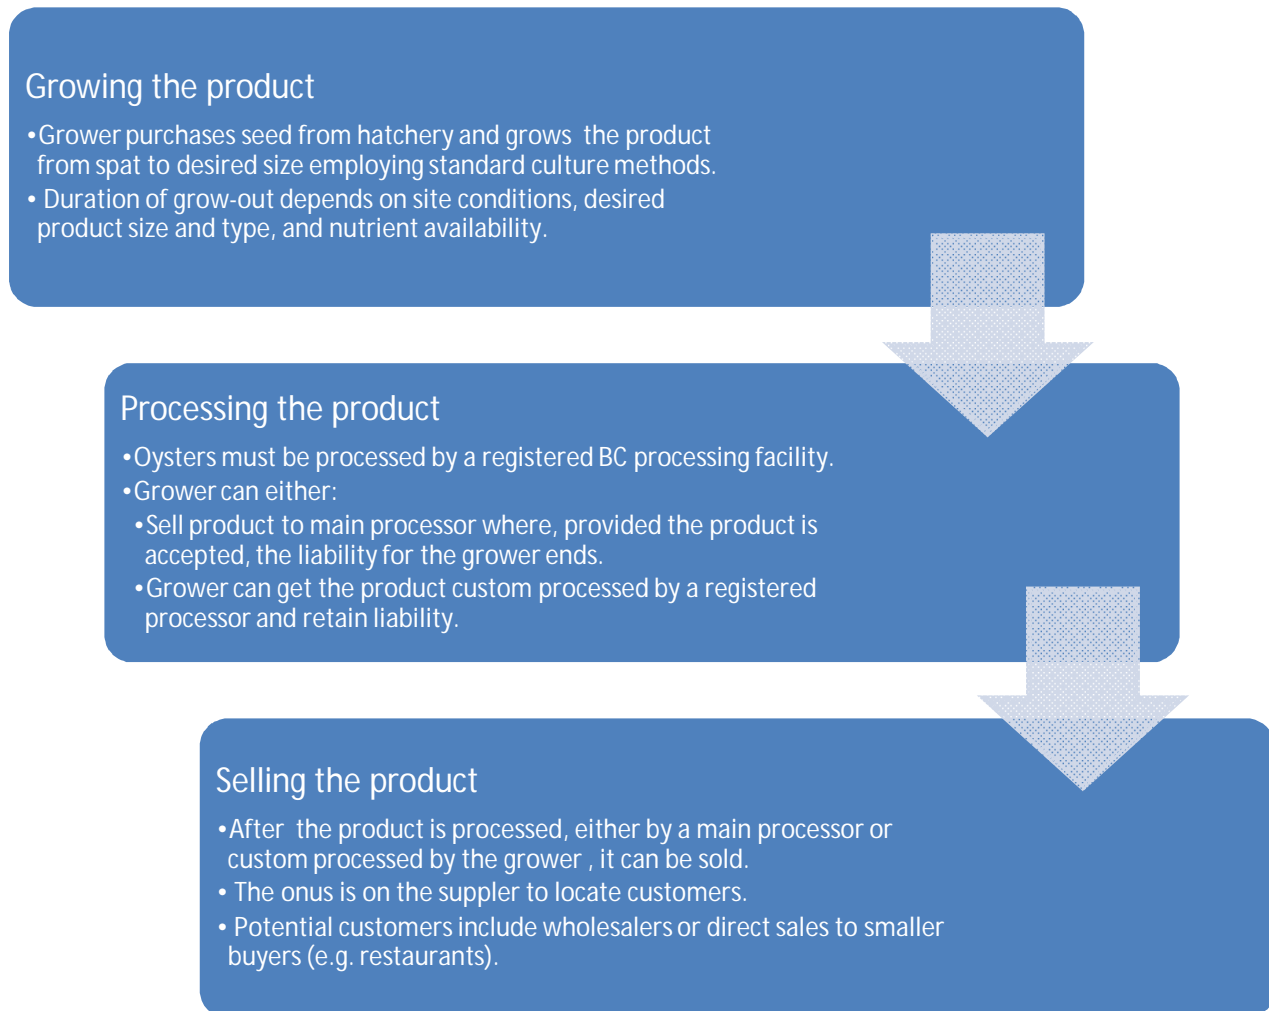 Growing the product
•Grower purchases seed from hatchery and grows the product
from spat to desired size employing standard culture methods.
• Duration of grow-out depends on site conditions, desired
product size and type, and nutrient availability.
Processing the product
•Oysters must be processed by a registered BC processing facility.
•Grower can either:
•Sell product to main processor where, provided the product is
accepted, the liability for the grower ends.
•Grower can get the product custom processed by a registered
processor and retain liability.
Selling the product
•After the product is processed, either by a main processor or
custom processed by the grower , it can be sold.
• The onus is on the suppler to locate customers.
• Potential customers include wholesalers or direct sales to smaller
buyers (e.g. restaurants).